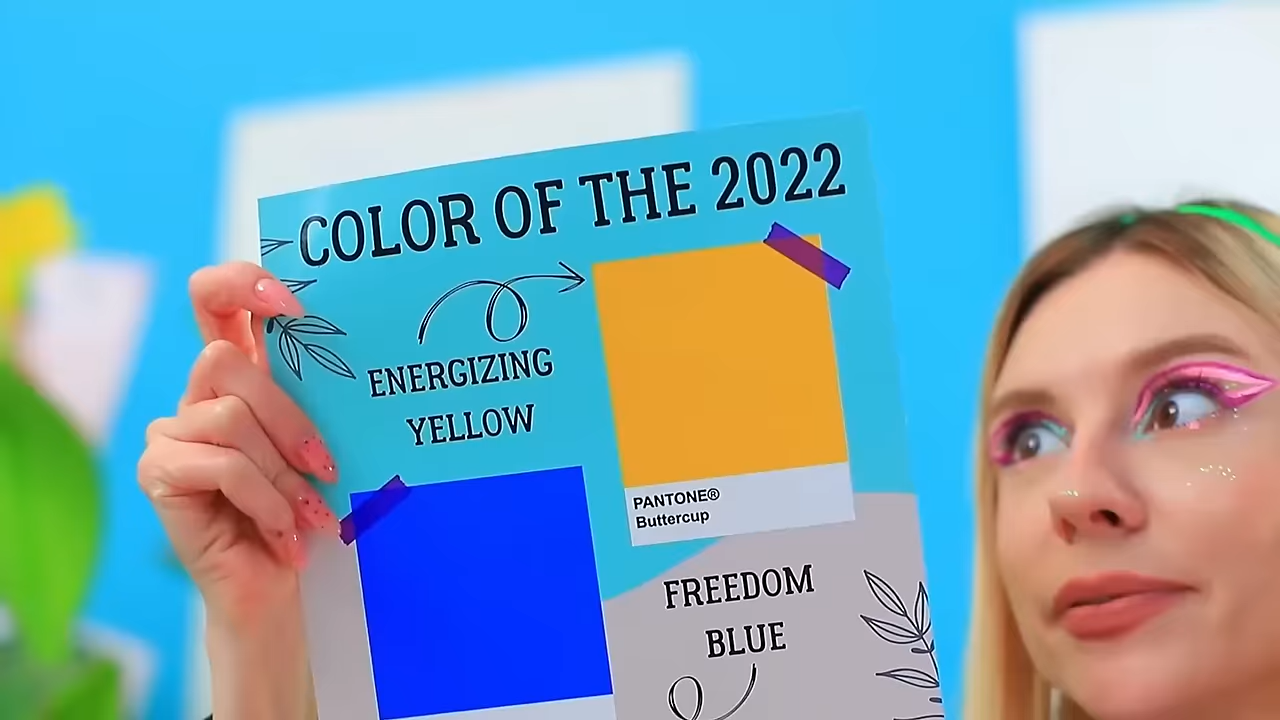 COLOR OF THE 2022
ENERGIZING
YELLOW
PANTONE®
Buttercup
FREEDOM
BLUE